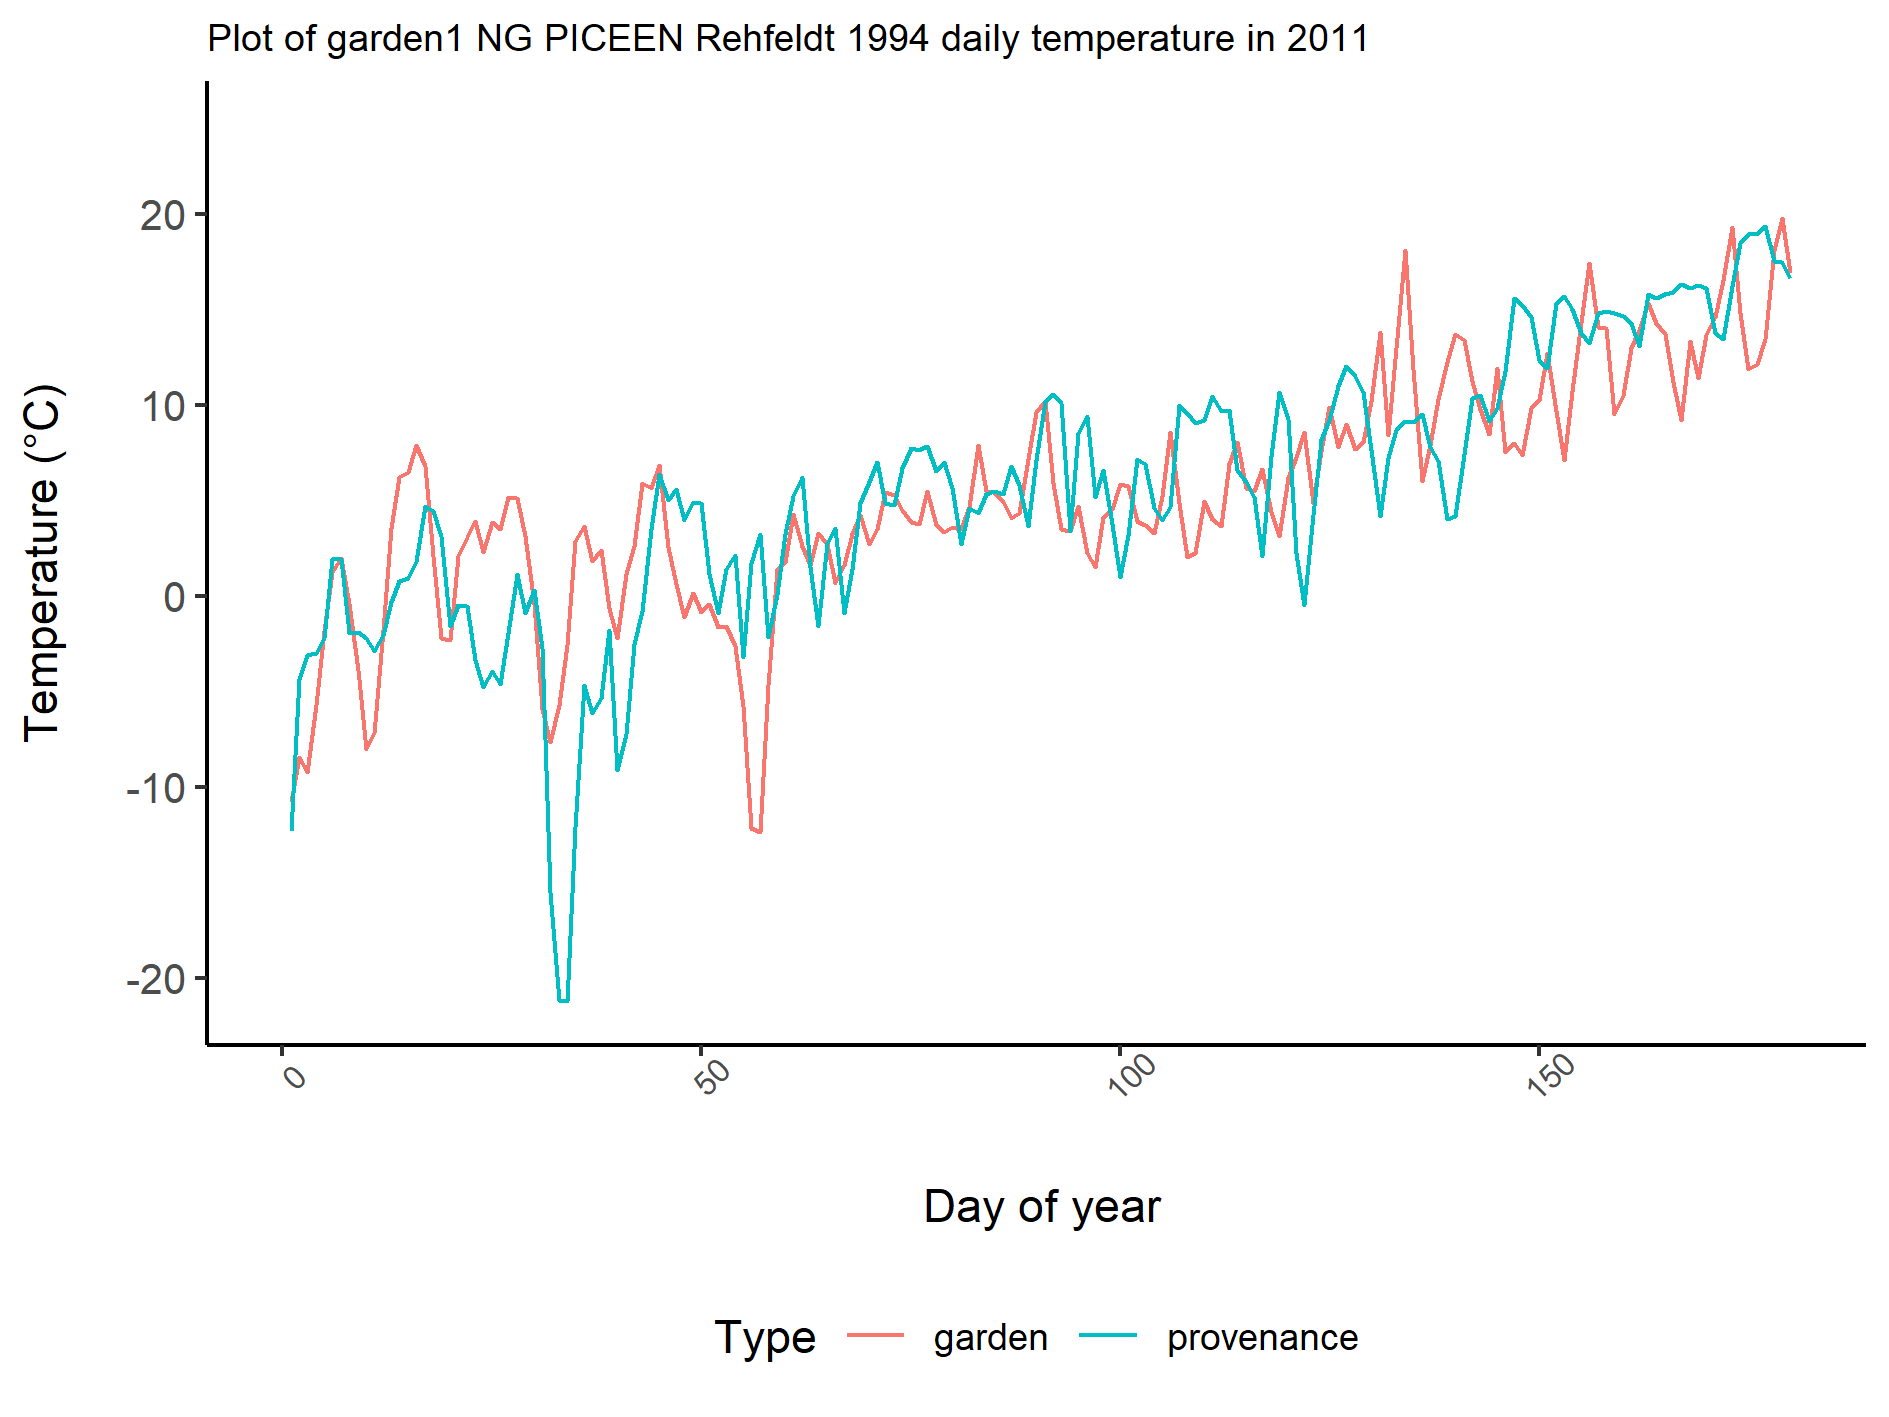 Plot of garden1 NG PICEEN Rehfeldt 1994 daily temperature in 2011
Temperature (°C)
20
10
0
-10
-20
0 50 100 150
Day of year
Type garden provenance